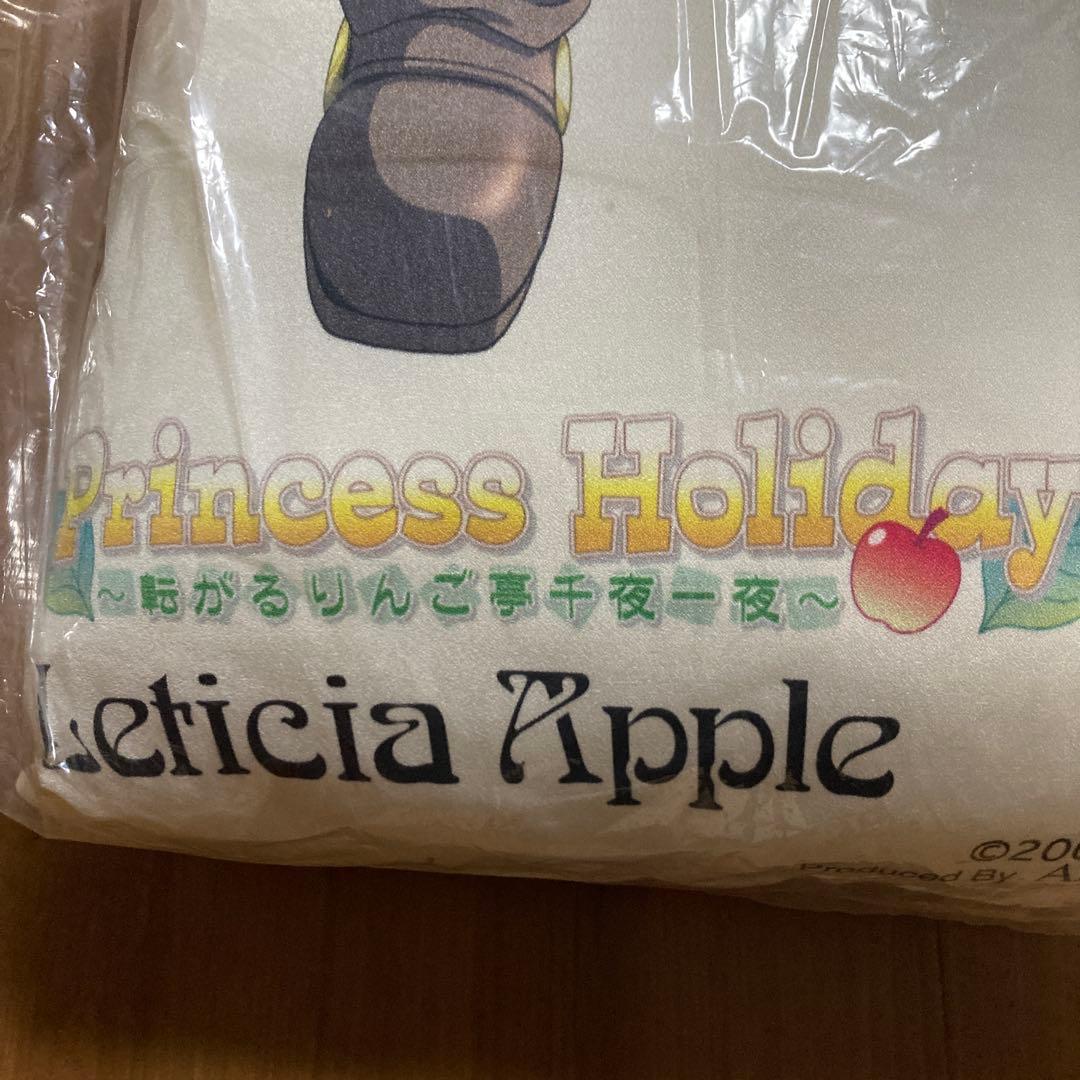 Princess Holiday
～転がるりんご亭千夜一夜～
Leticia Apple
©200
Produced By A